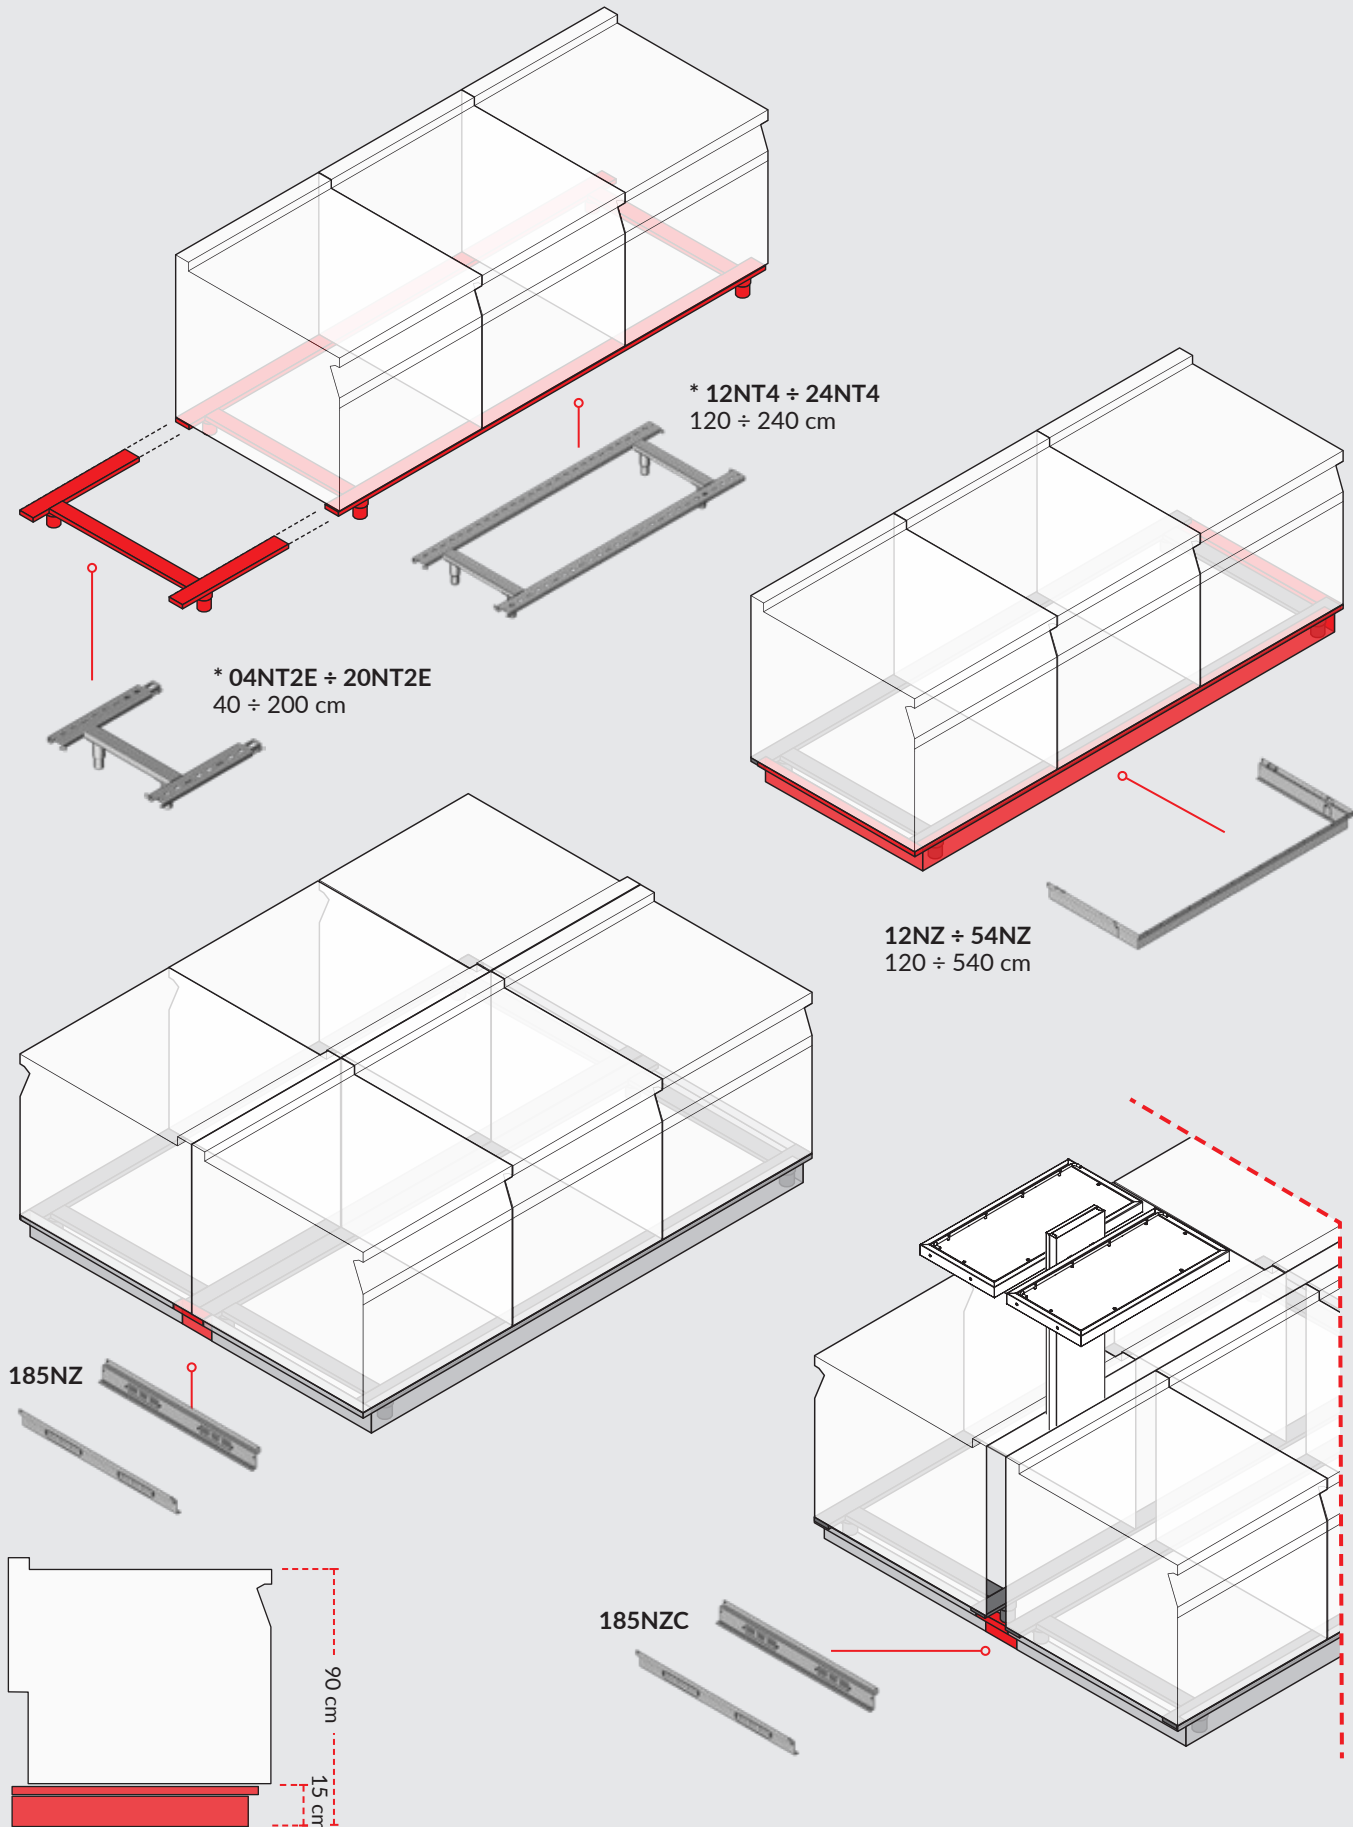 * 12NT4 ÷ 24NT4
120 ÷ 240 cm
* 04NT2E ÷ 20NT2E
40 ÷ 200 cm
12NZ ÷ 54NZ
120 ÷ 540 cm
185NZ
185NZC
90 cm
15 cm